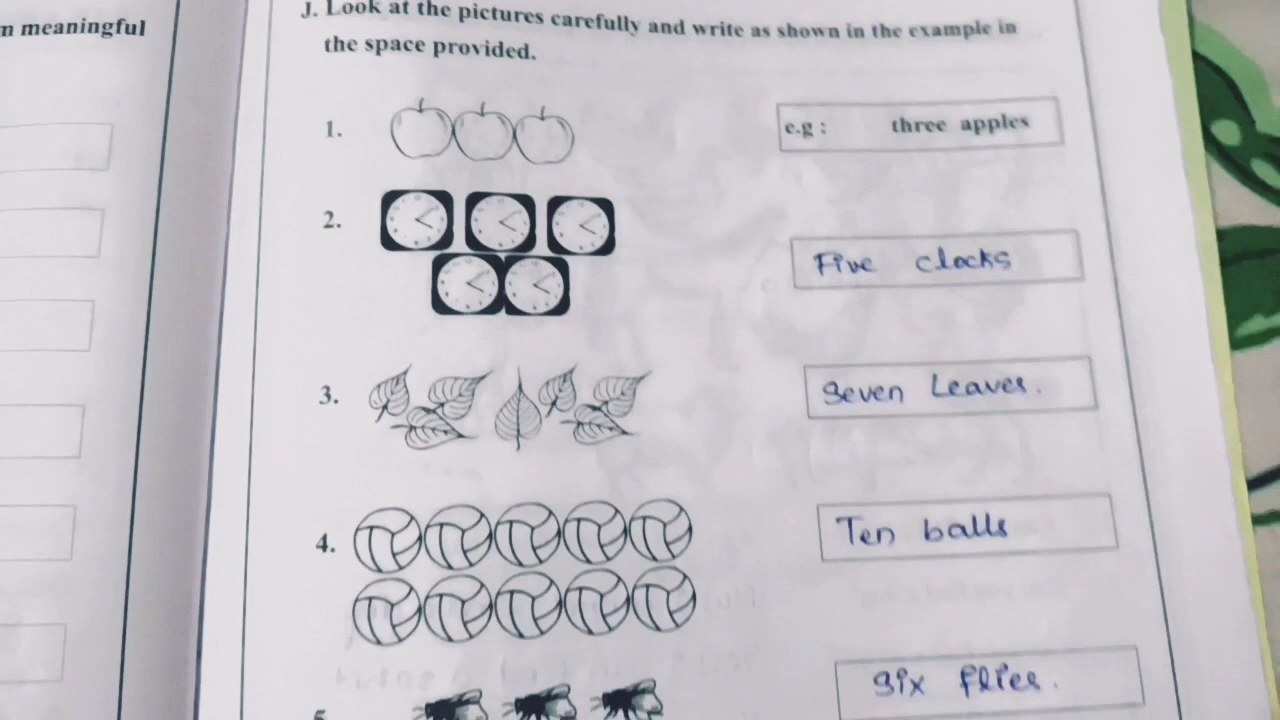 n meaningful
J. Look at the pictures carefully and write as shown in the example in
the space provided.
1.
e.g : three apples
2.
Five clocks
3.
Seven Leaves.
4.
Ten balls
5.
Six flies.